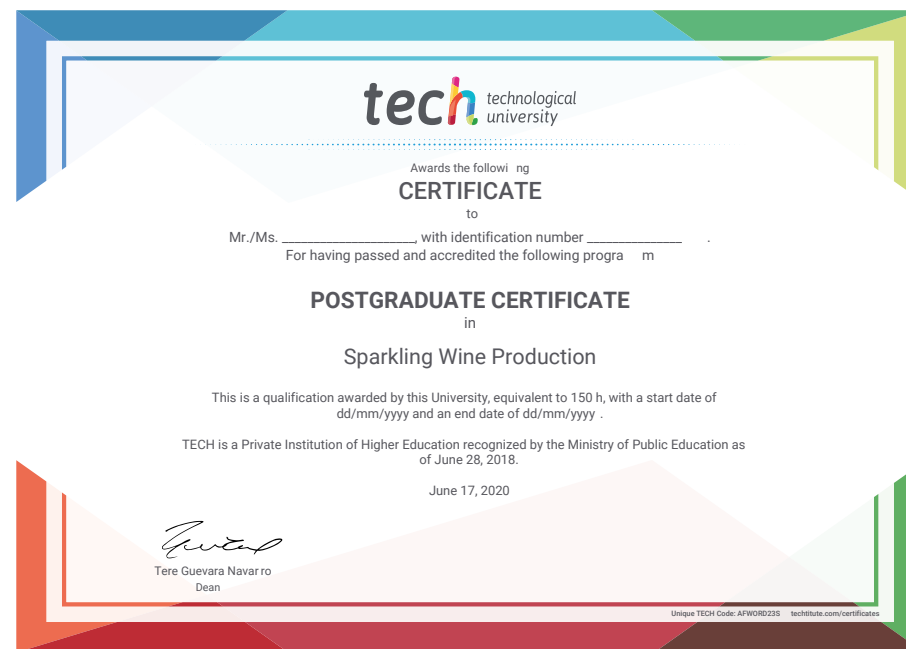 tech technological
university
Awards the followi ng
CERTIFICATE
to
Mr./Ms. ____________________, with identification number ______________ .
For having passed and accredited the following progra m
POSTGRADUATE CERTIFICATE
in
Sparkling Wine Production
This is a qualification awarded by this University, equivalent to 150 h, with a start date of
dd/mm/yyyy and an end date of dd/mm/yyyy .
TECH is a Private Institution of Higher Education recognized by the Ministry of Public Education as
of June 28, 2018.
June 17, 2020
Tere Guevara Navar ro
Dean
Unique TECH Code: AFWORD23S techtitute.com/certificates